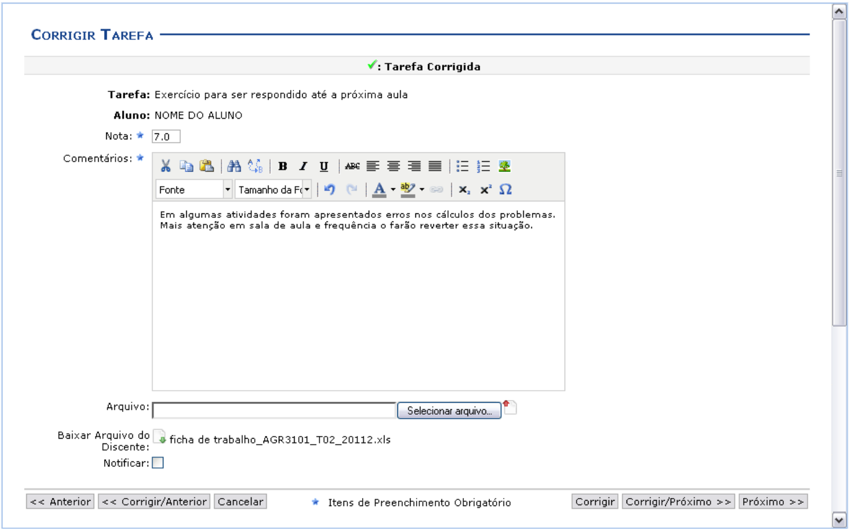 CORRIGIR TAREFA
: Tarefa Corrigida
Tarefa: Exercício para ser respondido até a próxima aula
Aluno: NOME DO ALUNO
Nota: 7.0
Comentários:
B I U ABC
Fonte Tamanho da Fo A ab x₂ x² Ω
Em algumas atividades foram apresentados erros nos cálculos dos problemas.
Mais atenção em sala de aula e frequência o farão reverter essa situação.
Arquivo: Selecionar arquivo...
Baixar Arquivo do
Discente: ficha de trabalho_AGR3101_T02_20112.xls
Notificar:
<< Anterior << Corrigir/Anterior Cancelar Itens de Preenchimento Obrigatório Corrigir Corrigir/Próximo >> Próximo >>